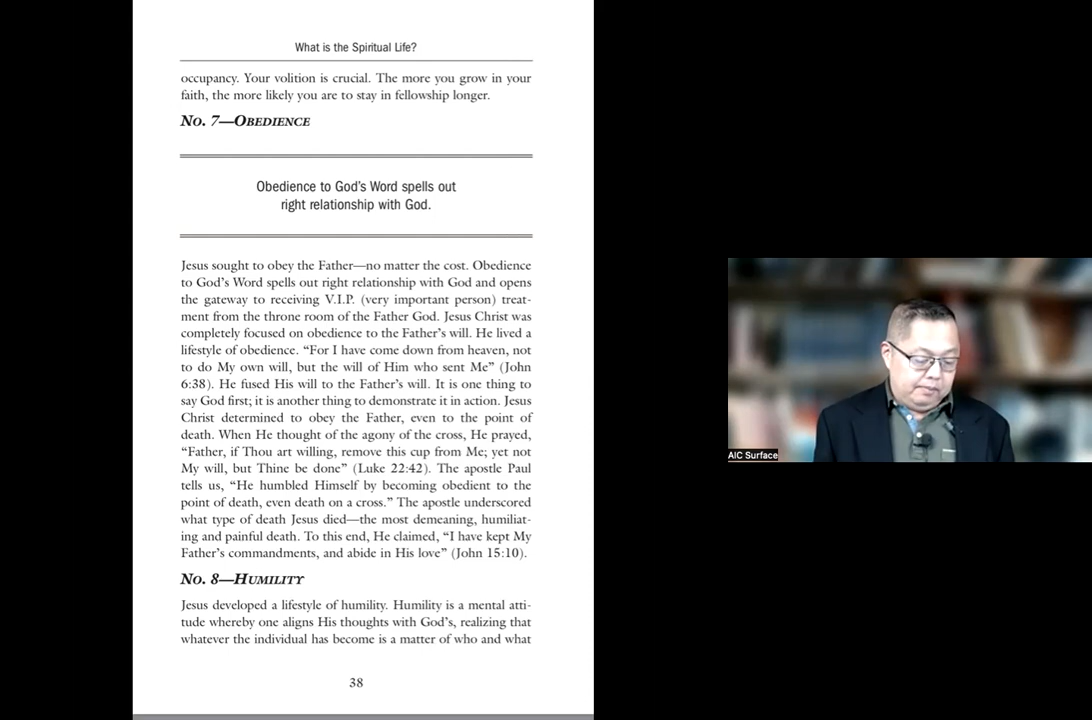 What is the Spiritual Life?
occupancy. Your volition is crucial. The more you grow in your
faith, the more likely you are to stay in fellowship longer.
No. 7—Obedience
Obedience to God's Word spells out
right relationship with God.
Jesus sought to obey the Father—no matter the cost. Obedience
to God's Word spells out right relationship with God and opens
the gateway to receiving V.I.P. (very important person) treat-
ment from the throne room of the Father God. Jesus Christ was
completely focused on obedience to the Father's will. He lived a
lifestyle of obedience. “For I have come down from heaven, not
to do My own will, but the will of Him who sent Me” (John
6:38). He fused His will to the Father's will. It is one thing to
say God first; it is another thing to demonstrate it in action. Jesus
Christ determined to obey the Father, even to the point of
death. When He thought of the agony of the cross, He prayed,
“Father, if Thou art willing, remove this cup from Me; yet not
My will, but Thine be done” (Luke 22:42). The apostle Paul
tells us, “He humbled Himself by becoming obedient to the
point of death, even death on a cross.” The apostle underscored
what type of death Jesus died—the most demeaning, humiliat-
ing and painful death. To this end, He claimed, “I have kept My
Father's commandments, and abide in His love” (John 15:10).
No. 8—Humility
Jesus developed a lifestyle of humility. Humility is a mental atti-
tude whereby one aligns His thoughts with God's, realizing that
whatever the individual has become is a matter of who and what
38
AIC Surface